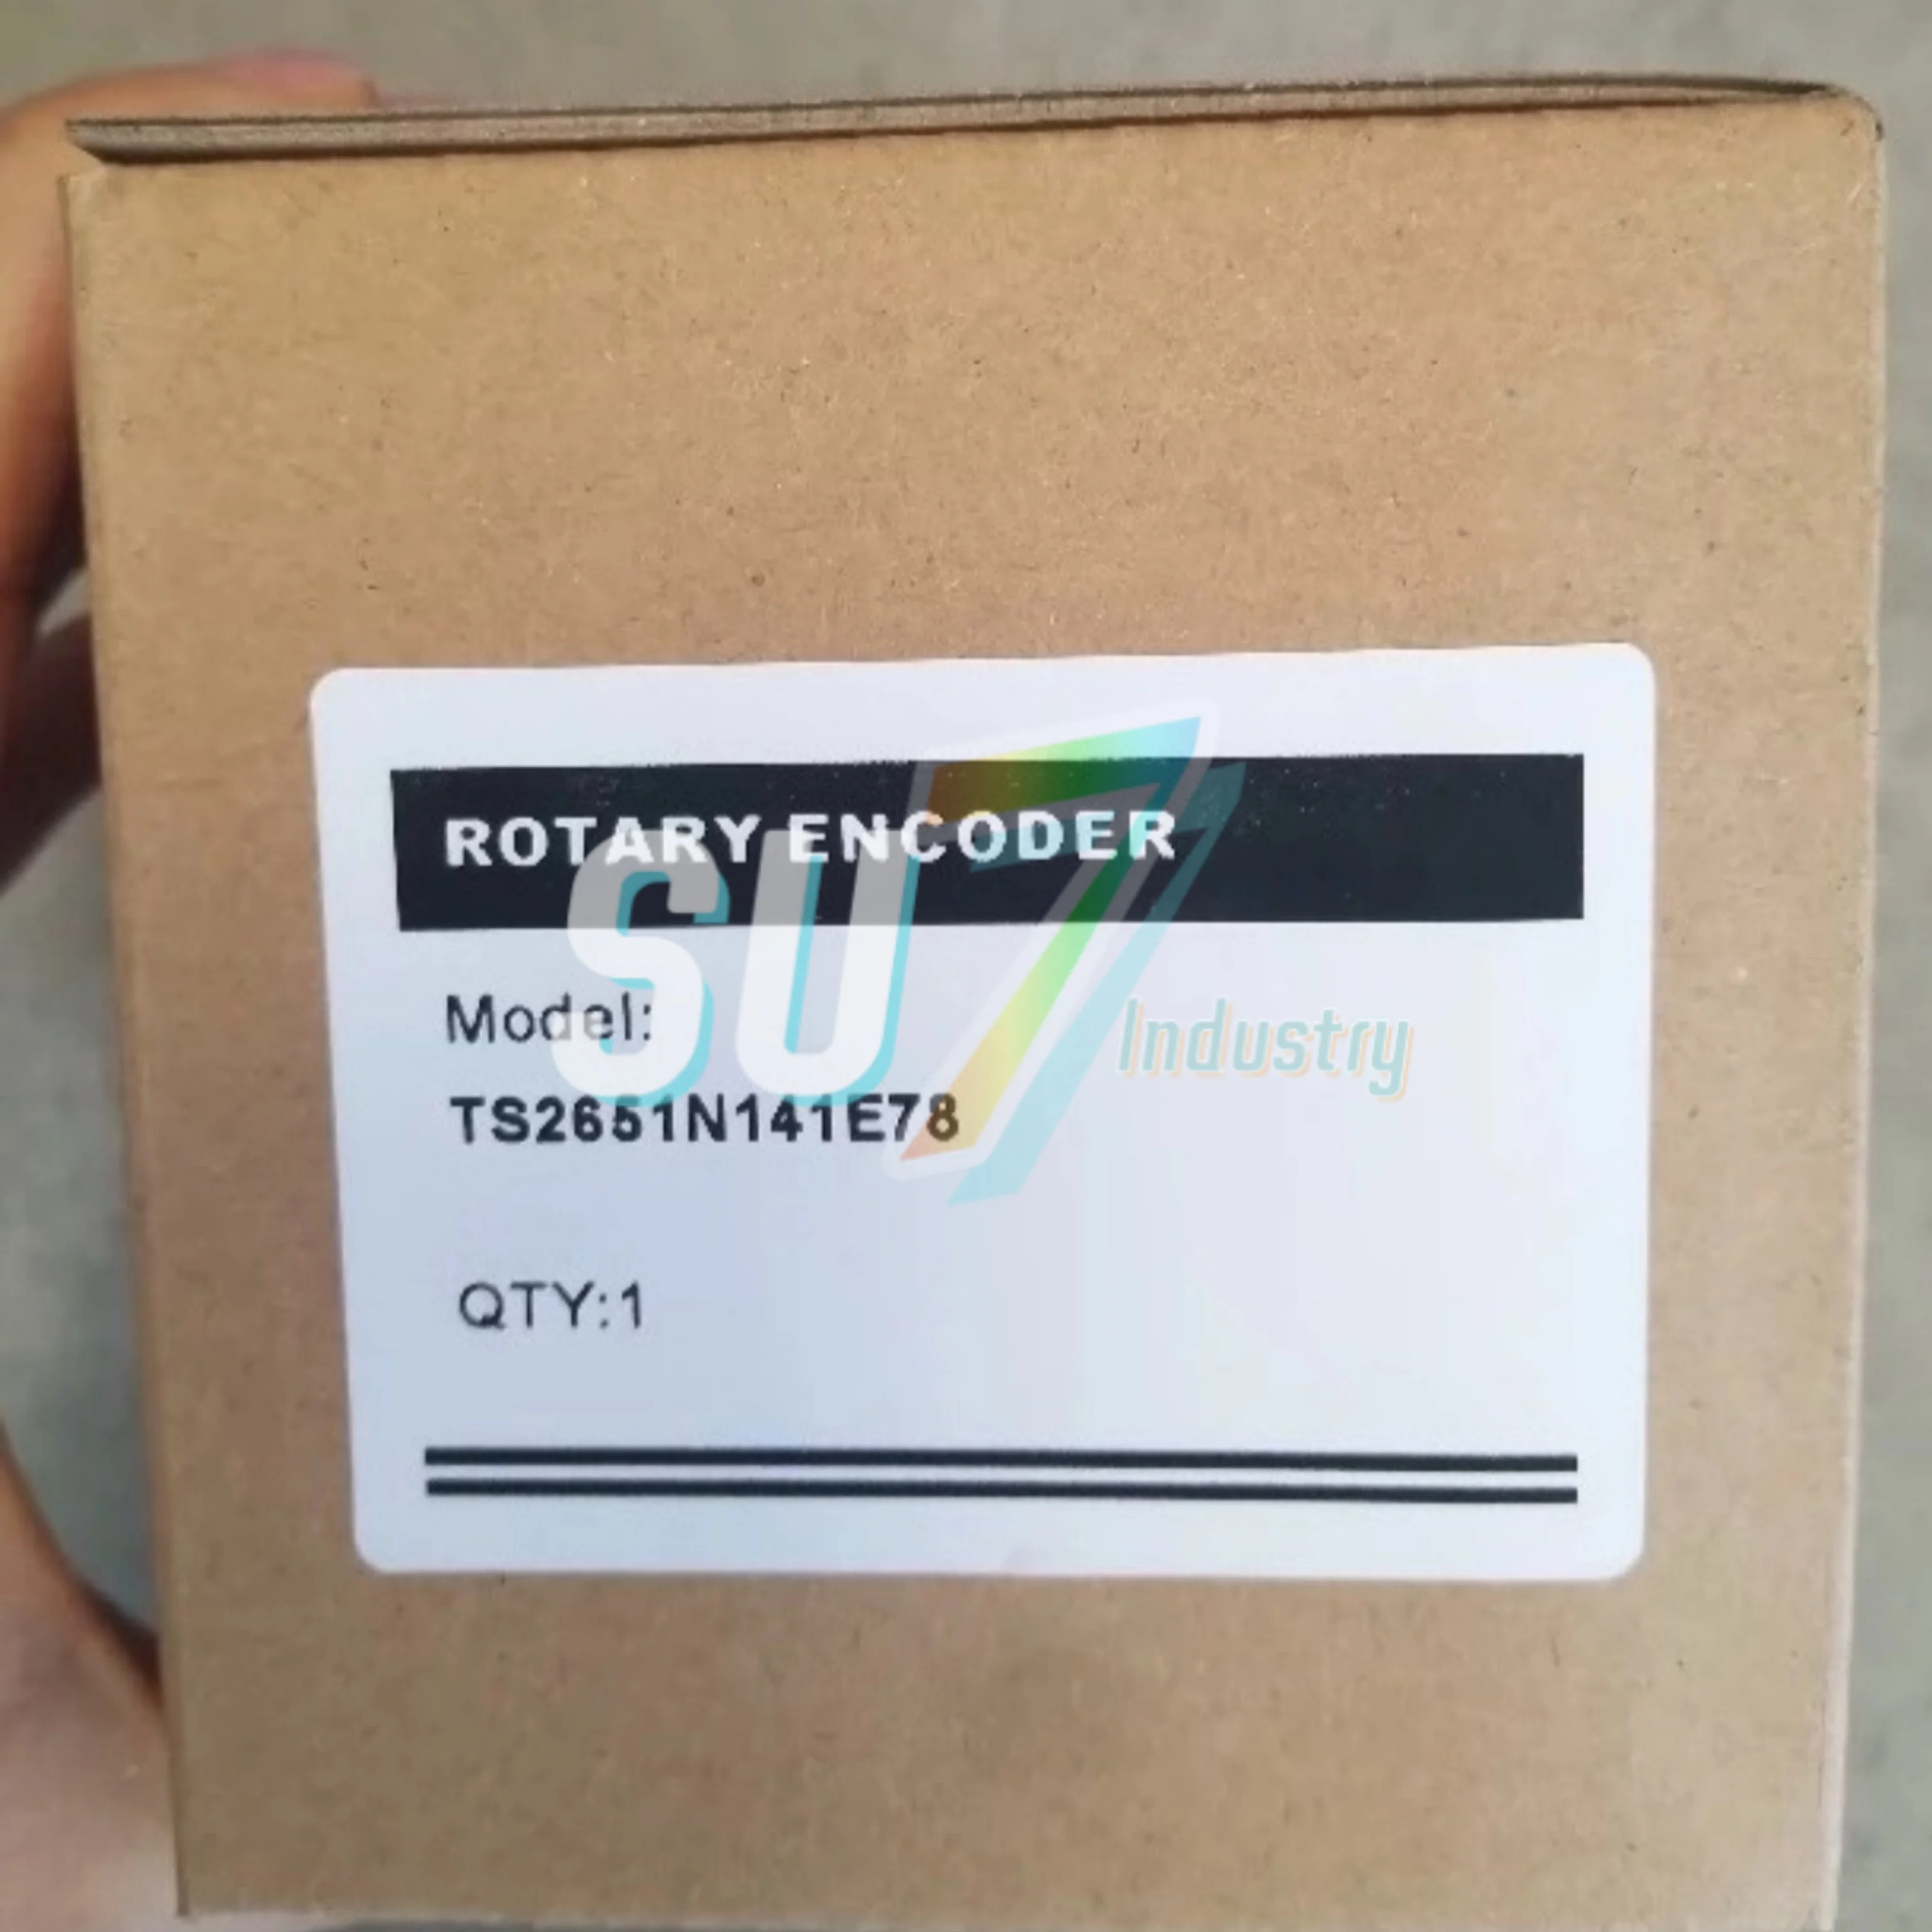 ROTARY ENCODER
SU7 Industry
Model:
TS2651N141E78
QTY:1